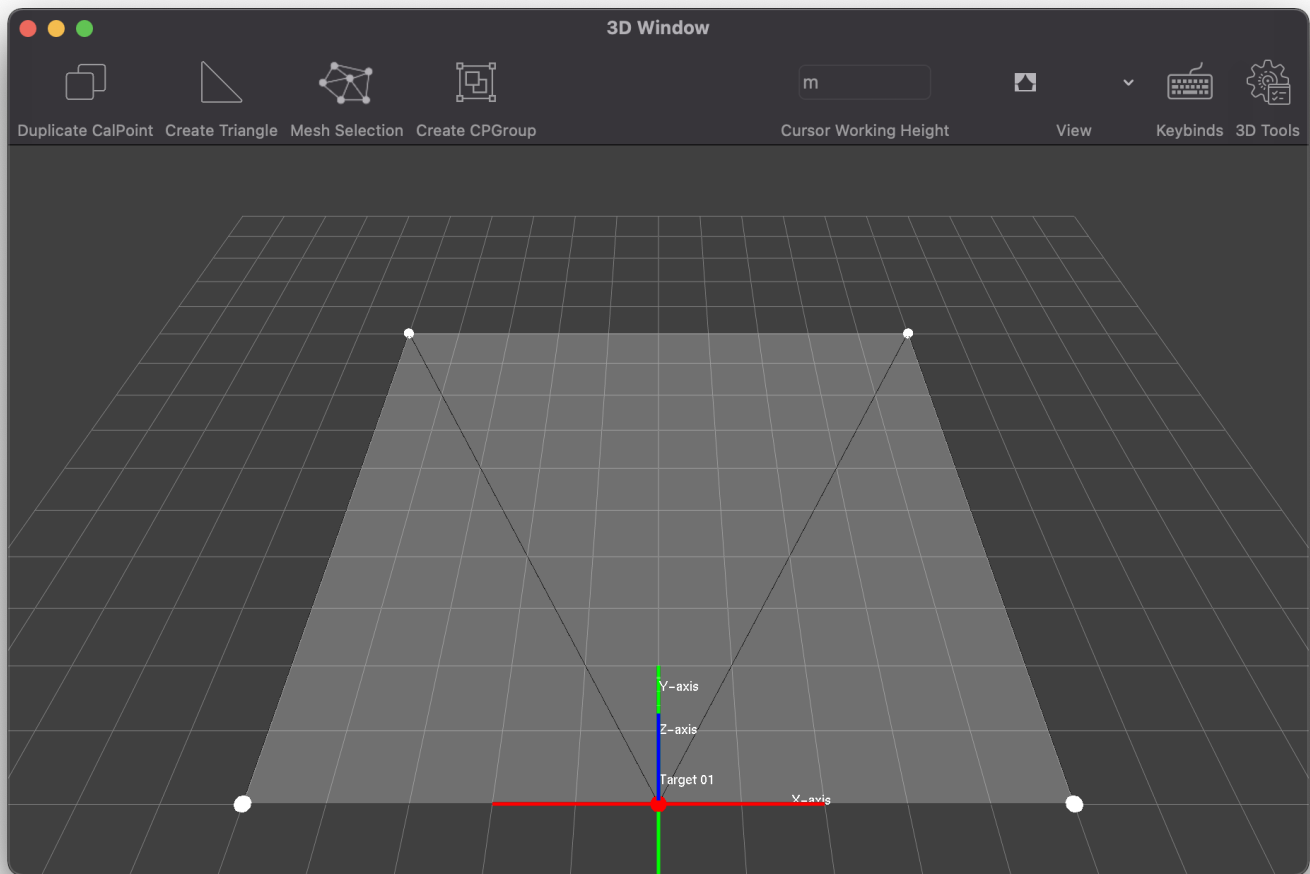 3D Window
m
Duplicate CalPoint
Create Triangle
Mesh Selection
Create CPGroup
Cursor Working Height
View
Keybinds
3D Tools
Y-axis
Z-axis
Target 01
X-axis